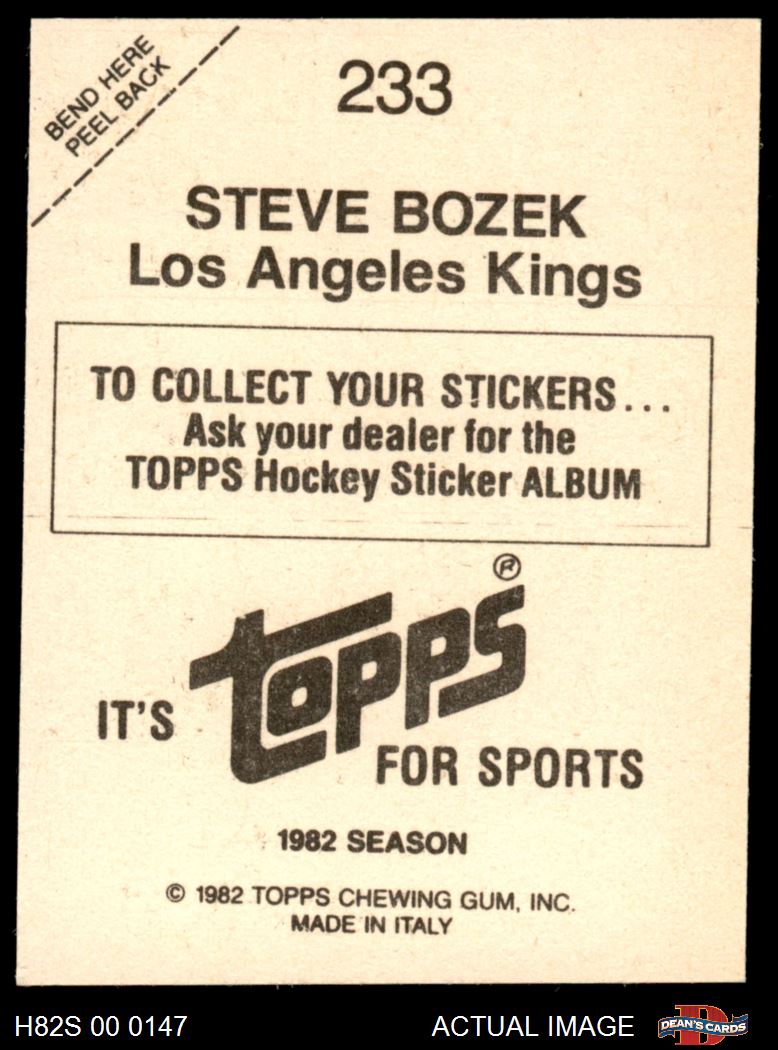 BEND HERE
PEEL BACK
233
STEVE BOZEK
Los Angeles Kings
TO COLLECT YOUR STICKERS...
Ask your dealer for the
TOPPS Hockey Sticker ALBUM
®
IT'S topps
FOR SPORTS
1982 SEASON
© 1982 TOPPS CHEWING GUM, INC.
MADE IN ITALY
H82S 00 0147 ACTUAL IMAGE D DEAN'S CARDS